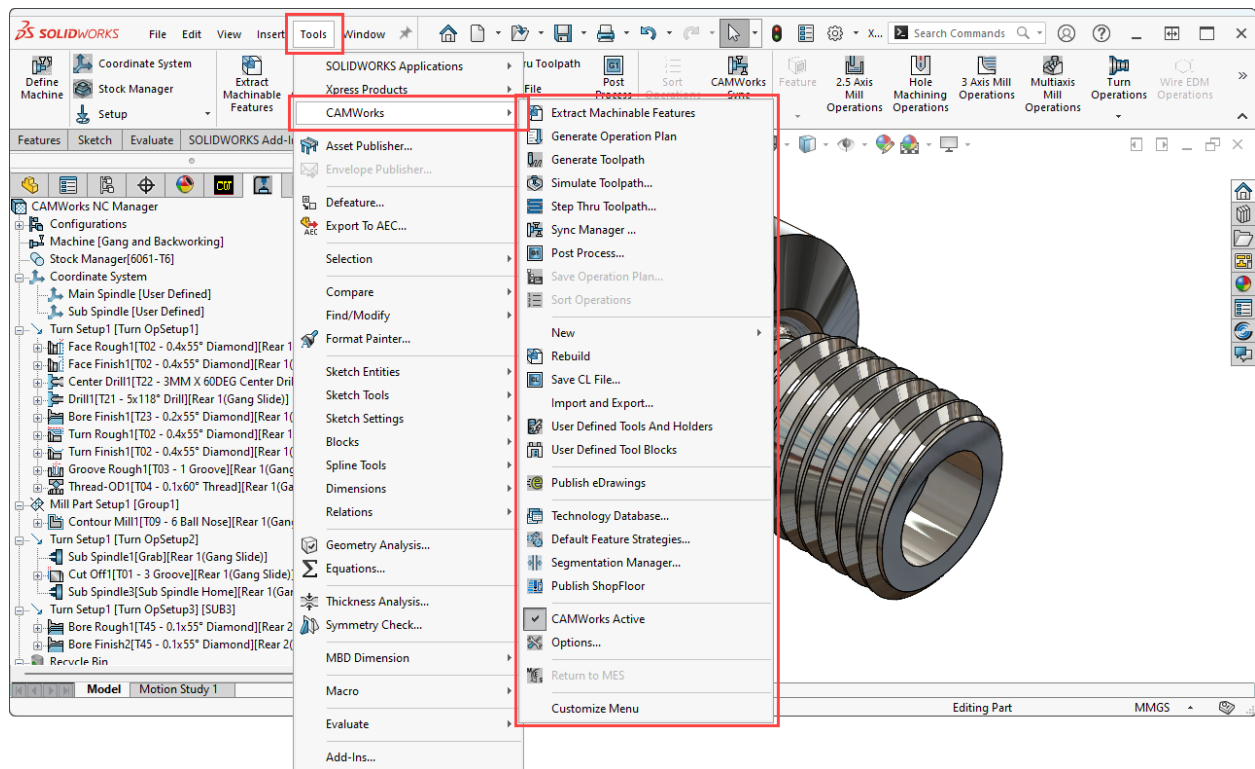 SOLIDWORKS File Edit View Insert Tools Window X... Search Commands
Define Machine
Coordinate System
Stock Manager
Setup
Extract Machinable Features
Post Process
Sort Operations
CAMWorks Sync
Feature
2.5 Axis Mill Operations
Hole Machining Operations
3 Axis Mill Operations
Multiaxis Mill Operations
Turn Operations
Wire EDM Operations
Features Sketch Evaluate SOLIDWORKS Add-I
CAMWorks NC Manager
Configurations
Machine [Gang and Backworking]
Stock Manager[6061-T6]
Coordinate System
Main Spindle [User Defined]
Sub Spindle [User Defined]
Turn Setup1 [Turn OpSetup1]
Face Rough1[T02 - 0.4x55° Diamond][Rear 1
Face Finish1[T02 - 0.4x55° Diamond][Rear 1(
Center Drill1[T22 - 3MM X 60DEG Center Dril
Drill1[T21 - 5x118° Drill][Rear 1(Gang Slide)]
Bore Finish1[T23 - 0.2x55° Diamond][Rear 1(
Turn Rough1[T02 - 0.4x55° Diamond][Rear 1
Turn Finish1[T02 - 0.4x55° Diamond][Rear 1(
Groove Rough1[T03 - 1 Groove][Rear 1(Gang
Thread-OD1[T04 - 0.1x60° Thread][Rear 1(Ga
Mill Part Setup1 [Group1]
Contour Mill1[T09 - 6 Ball Nose][Rear 1(Gang
Turn Setup1 [Turn OpSetup2]
Sub Spindle1[Grab][Rear 1(Gang Slide)]
Cut Off1[T01 - 3 Groove][Rear 1(Gang Slide)]
Sub Spindle3[Sub Spindle Home][Rear 1(Gan
Turn Setup1 [Turn OpSetup3] [SUB3]
Bore Rough1[T45 - 0.1x55° Diamond][Rear 2
Bore Finish2[T45 - 0.1x55° Diamond][Rear 2(
Recycle Bin
Model Motion Study 1
SOLIDWORKS Applications
Xpress Products
CAMWorks
Asset Publisher...
Envelope Publisher...
Defeature...
Export To AEC...
Selection
Compare
Find/Modify
Format Painter...
Sketch Entities
Sketch Tools
Sketch Settings
Blocks
Spline Tools
Dimensions
Relations
Geometry Analysis...
Equations...
Thickness Analysis...
Symmetry Check...
MBD Dimension
Macro
Evaluate
Add-Ins...
ru Toolpath
File
Extract Machinable Features
Generate Operation Plan
Generate Toolpath
Simulate Toolpath...
Step Thru Toolpath...
Sync Manager ...
Post Process...
Save Operation Plan...
Sort Operations
New
Rebuild
Save CL File...
Import and Export...
User Defined Tools And Holders
User Defined Tool Blocks
Publish eDrawings
Technology Database...
Default Feature Strategies...
Segmentation Manager...
Publish ShopFloor
CAMWorks Active
Options...
Return to MES
Customize Menu
Editing Part MMGS